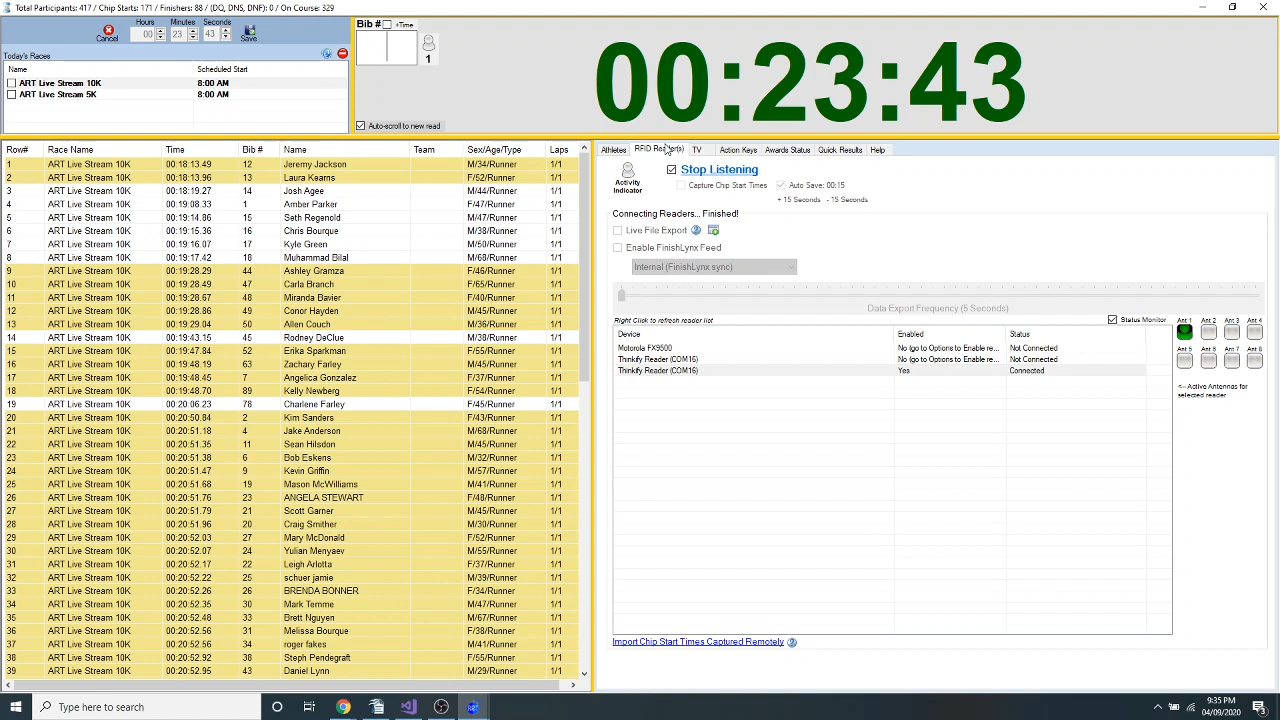 Total Participants: 417 / Chip Starts: 171 / Finishers: 88 / (DQ, DNS, DNF): 0 / On Course: 329
Hours Minutes Seconds
Cancel 00 23 43 Save
Today's Races
Name Scheduled Start
ART Live Stream 10K 8:00 AM
ART Live Stream 5K 8:00 AM
Bib # +Time
1
Auto-scroll to new read
00:23:43
Row# Race Name Time Bib # Name Team Sex/Age/Type Laps
1 ART Live Stream 10K 00:18:13.49 12 Jeremy Jackson M/34/Runner 1/1
2 ART Live Stream 10K 00:18:13.96 13 Laura Kearns F/52/Runner 1/1
3 ART Live Stream 10K 00:18:19.27 14 Josh Agee M/44/Runner 1/1
4 ART Live Stream 10K 00:19:08.33 1 Amber Parker F/47/Runner 1/1
5 ART Live Stream 10K 00:19:14.86 15 Seth Regenold M/47/Runner 1/1
6 ART Live Stream 10K 00:19:15.96 16 Chris Bourque M/38/Runner 1/1
7 ART Live Stream 10K 00:19:16.07 17 Kyle Green M/50/Runner 1/1
8 ART Live Stream 10K 00:19:17.42 18 Muhammad Bilal M/68/Runner 1/1
9 ART Live Stream 10K 00:19:28.29 44 Ashley Gramza F/46/Runner 1/1
10 ART Live Stream 10K 00:19:28.49 47 Carla Branch F/65/Runner 1/1
11 ART Live Stream 10K 00:19:28.67 48 Miranda Bavier F/40/Runner 1/1
12 ART Live Stream 10K 00:19:28.86 49 Conor Hayden M/45/Runner 1/1
13 ART Live Stream 10K 00:19:29.04 50 Allen Couch M/36/Runner 1/1
14 ART Live Stream 10K 00:19:43.15 45 Rodney DeClue M/38/Runner 1/1
15 ART Live Stream 10K 00:19:47.84 52 Erika Sparkman F/55/Runner 1/1
16 ART Live Stream 10K 00:19:48.19 63 Zachary Farley M/45/Runner 1/1
17 ART Live Stream 10K 00:19:48.45 7 Angelica Gonzalez F/37/Runner 1/1
18 ART Live Stream 10K 00:19:48.70 89 Kelly Newberg F/54/Runner 1/1
19 ART Live Stream 10K 00:20:06.23 78 Charlene Farley F/45/Runner 1/1
20 ART Live Stream 10K 00:20:50.84 2 Kim Sanders F/43/Runner 1/1
21 ART Live Stream 10K 00:20:51.18 4 Jamie Anderson M/68/Runner 1/1
22 ART Live Stream 10K 00:20:51.35 11 Sean Hilsdon M/45/Runner 1/1
23 ART Live Stream 10K 00:20:51.38 6 Bob Eskens M/32/Runner 1/1
24 ART Live Stream 10K 00:20:51.47 9 Kevin Griffin M/57/Runner 1/1
25 ART Live Stream 10K 00:20:51.68 19 Mason McWilliams M/41/Runner 1/1
26 ART Live Stream 10K 00:20:51.76 23 ANGELA STEWART F/48/Runner 1/1
27 ART Live Stream 10K 00:20:51.79 21 Scott Garner M/45/Runner 1/1
28 ART Live Stream 10K 00:20:51.96 20 Craig Smither M/30/Runner 1/1
29 ART Live Stream 10K 00:20:52.03 27 Mary Collins F/52/Runner 1/1
30 ART Live Stream 10K 00:20:52.07 24 Yulian Menyaev M/55/Runner 1/1
31 ART Live Stream 10K 00:20:52.17 22 Leigh Arlotta F/37/Runner 1/1
32 ART Live Stream 10K 00:20:52.22 25 schuer jamie M/39/Runner 1/1
33 ART Live Stream 10K 00:20:52.33 26 BRENDA BONNER F/34/Runner 1/1
34 ART Live Stream 10K 00:20:52.35 30 Mark Temme M/47/Runner 1/1
35 ART Live Stream 10K 00:20:52.48 33 Brett Nguyen M/67/Runner 1/1
36 ART Live Stream 10K 00:20:52.56 31 Melissa Bourque F/38/Runner 1/1
37 ART Live Stream 10K 00:20:52.56 34 roger fakes M/41/Runner 1/1
38 ART Live Stream 10K 00:20:52.92 38 Steph Pendegraft F/55/Runner 1/1
39 ART Live Stream 10K 00:20:52.95 43 Daniel Lynn M/29/Runner 1/1
Athletes RFID Reader(s) TV Action Keys Awards Status Quick Results Help
Activity Indicator
Stop Listening
Capture Chip Start Times Auto Save: 00:15
+ 15 Seconds - 15 Seconds
Connecting Readers... Finished!
Live File Export
Enable FinishLynx Feed
Internal (FinishLynx sync)
Data Export Frequency (5 Seconds)
Right Click to refresh reader list Status Monitor
Device Enabled Status
Motorola FX9500 No (go to Options to Enable re... Not Connected
Thinkify Reader (COM16) No (go to Options to Enable re... Not Connected
Thinkify Reader (COM16) Yes Connected
Ant 1 Ant 2 Ant 3 Ant 4
Ant 5 Ant 6 Ant 7 Ant 8
<-- Active Antennas for selected reader
Import Chip Start Times Captured Remotely
Type here to search
9:35 PM
04/09/2020
3